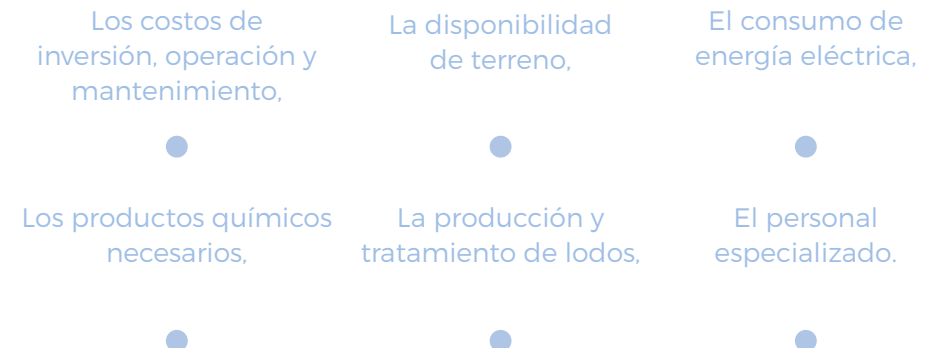 Los costos de
inversión, operación y
mantenimiento,
La disponibilidad
de terreno,
El consumo de
energía eléctrica,
Los productos químicos
necesarios,
La producción y
tratamiento de lodos,
El personal
especializado.